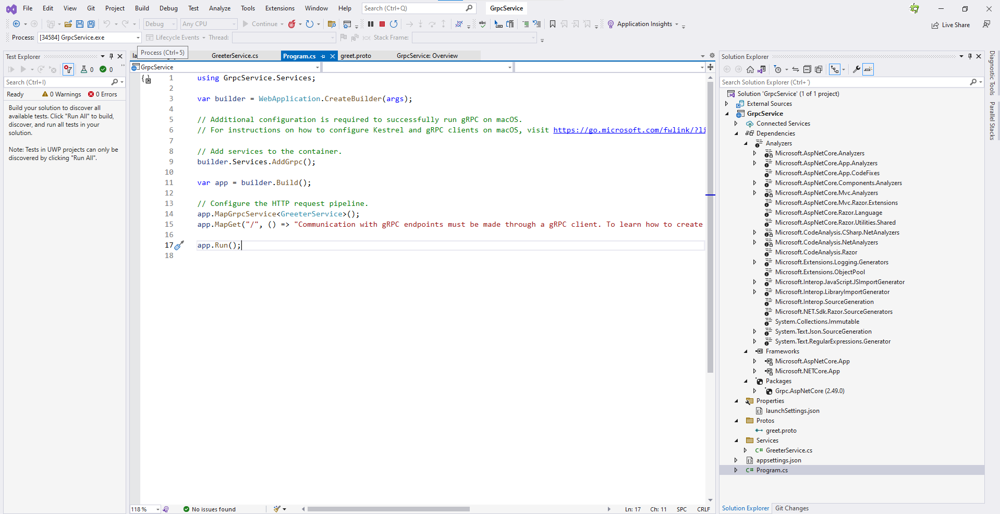 File Edit View Git Project Build Debug Test Analyze Tools Extensions Window Help Search (Ctrl+Q) GrpcService
Debug Any CPU Continue abc Application Insights Live Share
Process: [34584] GrpcService.exe Lifecycle Events Thread: Stack Frame:
Process (Ctrl+5)
Test Explorer
0 0
Search (Ctrl+I)
Ready 0 Warnings 0 Errors
Build your solution to discover all
available tests. Click "Run All" to build,
discover, and run all tests in your
solution.
Note: Tests in UWP projects can only be
discovered by clicking "Run All".
GreeterService.cs Program.cs greet.proto GrpcService: Overview
GrpcService
1 using GrpcService.Services;
2
3 var builder = WebApplication.CreateBuilder(args);
4
5 // Additional configuration is required to successfully run gRPC on macOS.
6 // For instructions on how to configure Kestrel and gRPC clients on macOS, visit https://go.microsoft.com/fwlink/?li
7
8 // Add services to the container.
9 builder.Services.AddGrpc();
10
11 var app = builder.Build();
12
13 // Configure the HTTP request pipeline.
14 app.MapGrpcService<GreeterService>();
15 app.MapGet("/", () => "Communication with gRPC endpoints must be made through a gRPC client. To learn how to create
16
17 app.Run();
18
118 % No issues found Ln: 17 Ch: 11 SPC CRLF
Solution Explorer
Search Solution Explorer (Ctrl+´)
Solution 'GrpcService' (1 of 1 project)
External Sources
GrpcService
Connected Services
Dependencies
Analyzers
Microsoft.AspNetCore.Analyzers
Microsoft.AspNetCore.App.Analyzers
Microsoft.AspNetCore.App.CodeFixes
Microsoft.AspNetCore.Components.Analyzers
Microsoft.AspNetCore.Mvc.Analyzers
Microsoft.AspNetCore.Mvc.Razor.Extensions
Microsoft.AspNetCore.Razor.Language
Microsoft.AspNetCore.Razor.Utilities.Shared
Microsoft.CodeAnalysis.CSharp.NetAnalyzers
Microsoft.CodeAnalysis.NetAnalyzers
Microsoft.CodeAnalysis.Razor
Microsoft.Extensions.Logging.Generators
Microsoft.Extensions.ObjectPool
Microsoft.Interop.JavaScript.JSImportGenerator
Microsoft.Interop.LibraryImportGenerator
Microsoft.Interop.SourceGeneration
Microsoft.NET.Sdk.Razor.SourceGenerators
System.Collections.Immutable
System.Text.Json.SourceGeneration
System.Text.RegularExpressions.Generator
Frameworks
Microsoft.AspNetCore.App
Microsoft.NETCore.App
Packages
Grpc.AspNetCore (2.49.0)
Properties
launchSettings.json
Protos
greet.proto
Services
C# GreeterService.cs
appsettings.json
C# Program.cs
Solution Explorer Git Changes
Diagnostic Tools
Parallel Stacks